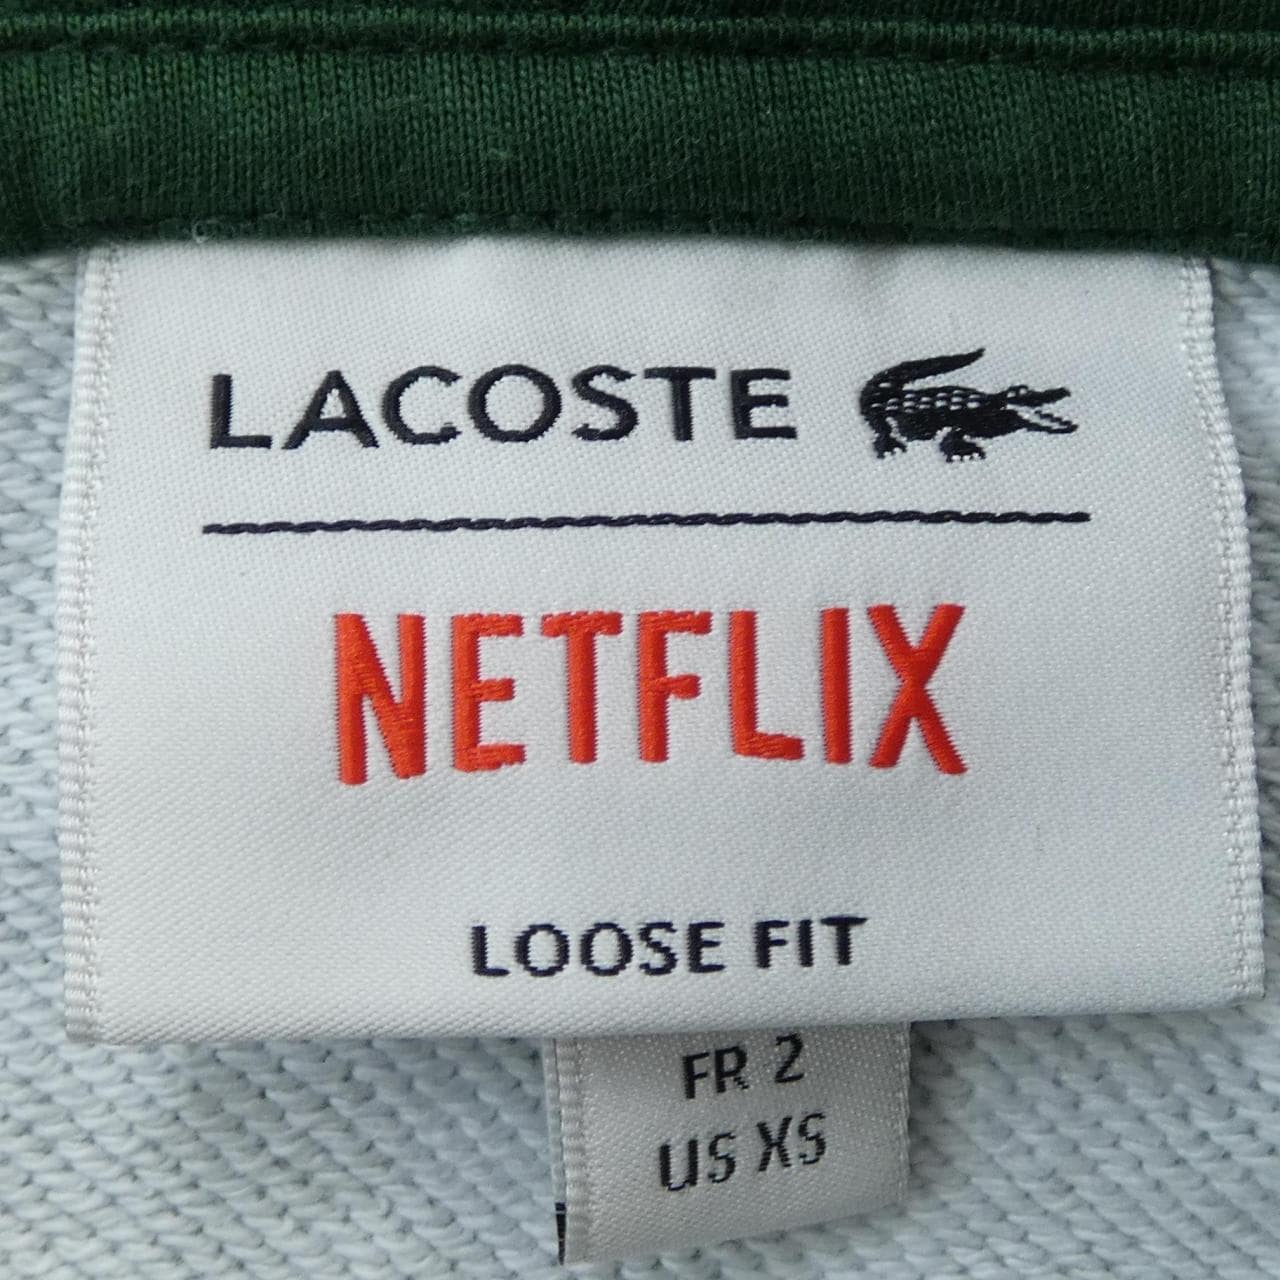 LACOSTE
NETFLIX
LOOSE FIT
FR 2
US XS